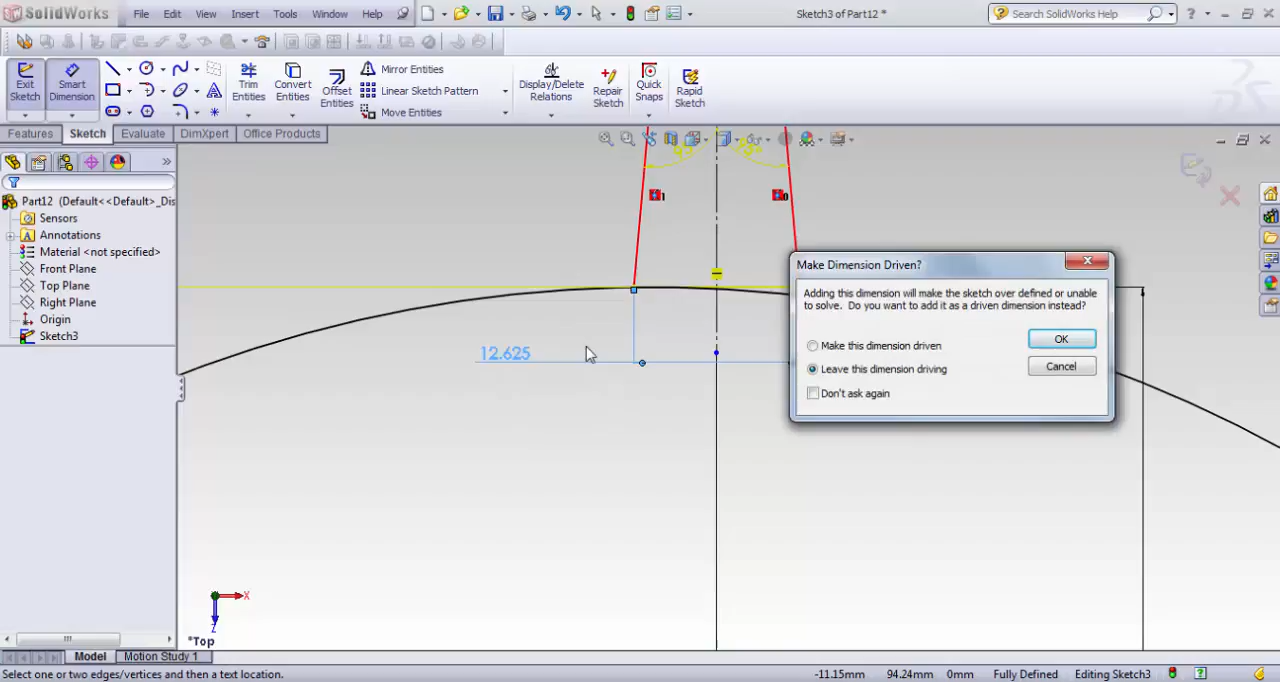 SolidWorks File Edit View Insert Tools Window Help Sketch3 of Part12 * Search SolidWorks Help
Exit Sketch Smart Dimension Trim Entities Convert Entities Offset Entities Mirror Entities Linear Sketch Pattern Move Entities Display/Delete Relations Repair Sketch Quick Snaps Rapid Sketch
Features Sketch Evaluate DimXpert Office Products
Part12 (Default<<Default>_Dis
Sensors
Annotations
Material <not specified>
Front Plane
Top Plane
Right Plane
Origin
Sketch3
12.625
Make Dimension Driven?
Adding this dimension will make the sketch over defined or unable
to solve. Do you want to add it as a driven dimension instead?
Make this dimension driven OK
Leave this dimension driving Cancel
Don't ask again
X
Z
*Top
Model Motion Study 1
Select one or two edges/vertices and then a text location. -11.15mm 94.24mm 0mm Fully Defined Editing Sketch3